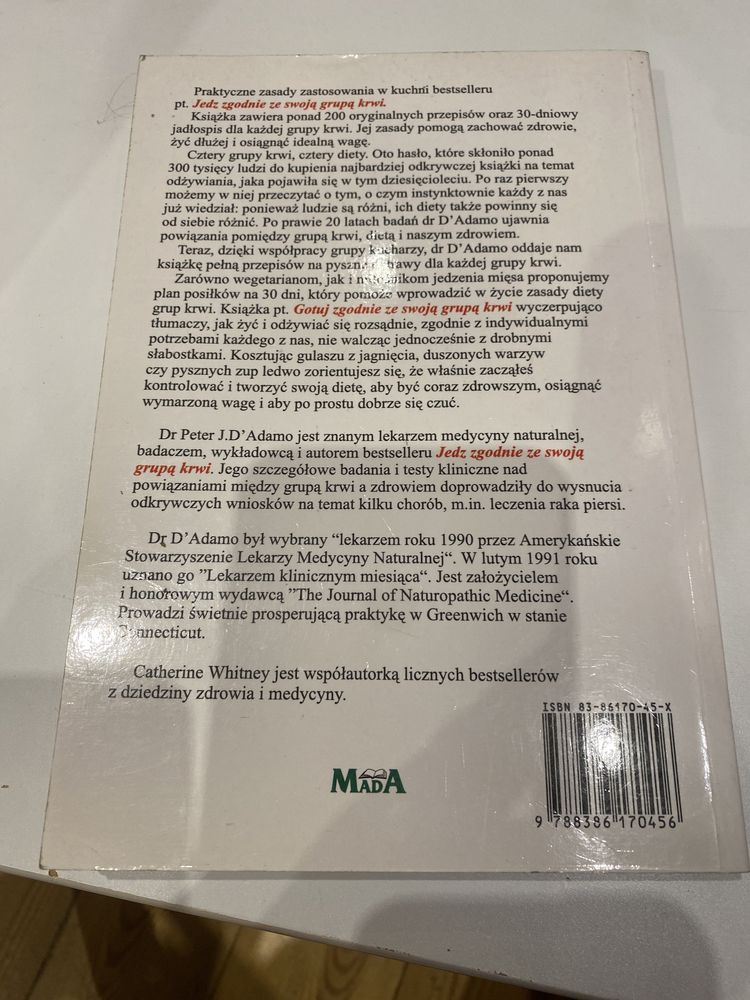 Praktyczne zasady zastosowania w kuchni bestselleru
pt. Jedz zgodnie ze swoją grupą krwi.
Książka zawiera ponad 200 oryginalnych przepisów oraz 30-dniowy
jadłospis dla każdej grupy krwi. Jej zasady pomogą zachować zdrowie,
żyć dłużej i osiągnąć idealną wagę.
Cztery grupy krwi, cztery diety. Oto hasło, które skłoniło ponad
300 tysięcy ludzi do kupienia najbardziej odkrywczej książki na temat
odżywiania, jaka pojawiła się w tym dziesięcioleciu. Po raz pierwszy
możemy w niej przeczytać o tym, o czym instynktownie każdy z nas
już wiedział: ponieważ ludzie są różni, ich diety także powinny się
od siebie różnić. Po prawie 20 latach badań dr D'Adamo ujawnia
powiązania pomiędzy grupą krwi, dietą i naszym zdrowiem.
Teraz, dzięki współpracy grupy kucharzy, dr D'Adamo oddaje nam
książkę pełną przepisów na pyszne potrawy dla każdej grupy krwi.
Zarówno wegetarianom, jak i miłośnikom jedzenia mięsa proponujemy
plan posiłków na 30 dni, który pomoże wprowadzić w życie zasady diety
grup krwi. Książka pt. Gotuj zgodnie ze swoją grupą krwi wyczerpująco
tłumaczy, jak żyć i odżywiać się rozsądnie, zgodnie z indywidualnymi
potrzebami każdego z nas, nie walcząc jednocześnie z drobnymi
słabostkami. Kosztując gulaszu z jagnięcia, duszonych warzyw
czy pysznych zup ledwo zorientujesz się, że właśnie zacząłeś
kontrolować i tworzyć swoją dietę, aby być coraz zdrowszym, osiągnąć
wymarzoną wagę i aby po prostu dobrze się czuć.
Dr Peter J.D'Adamo jest znanym lekarzem medycyny naturalnej,
badaczem, wykładowcą i autorem bestselleru Jedz zgodnie ze swoją
grupą krwi. Jego szczegółowe badania i testy kliniczne nad
powiązaniami między grupą krwi a zdrowiem doprowadziły do wysnucia
odkrywczych wniosków na temat kilku chorób, m.in. leczenia raka piersi.
Dr D'Adamo był wybrany "lekarzem roku 1990 przez Amerykańskie
Stowarzyszenie Lekarzy Medycyny Naturalnej". W lutym 1991 roku
uznano go "Lekarzem klinicznym miesiąca". Jest założycielem
i honorowym wydawcą "The Journal of Naturopathic Medicine".
Prowadzi świetnie prosperującą praktykę w Greenwich w stanie
Connecticut.
Catherine Whitney jest współautorką licznych bestsellerów
z dziedziny zdrowia i medycyny.
ISBN 83-86170-45-X
MADA
9 788386 170456